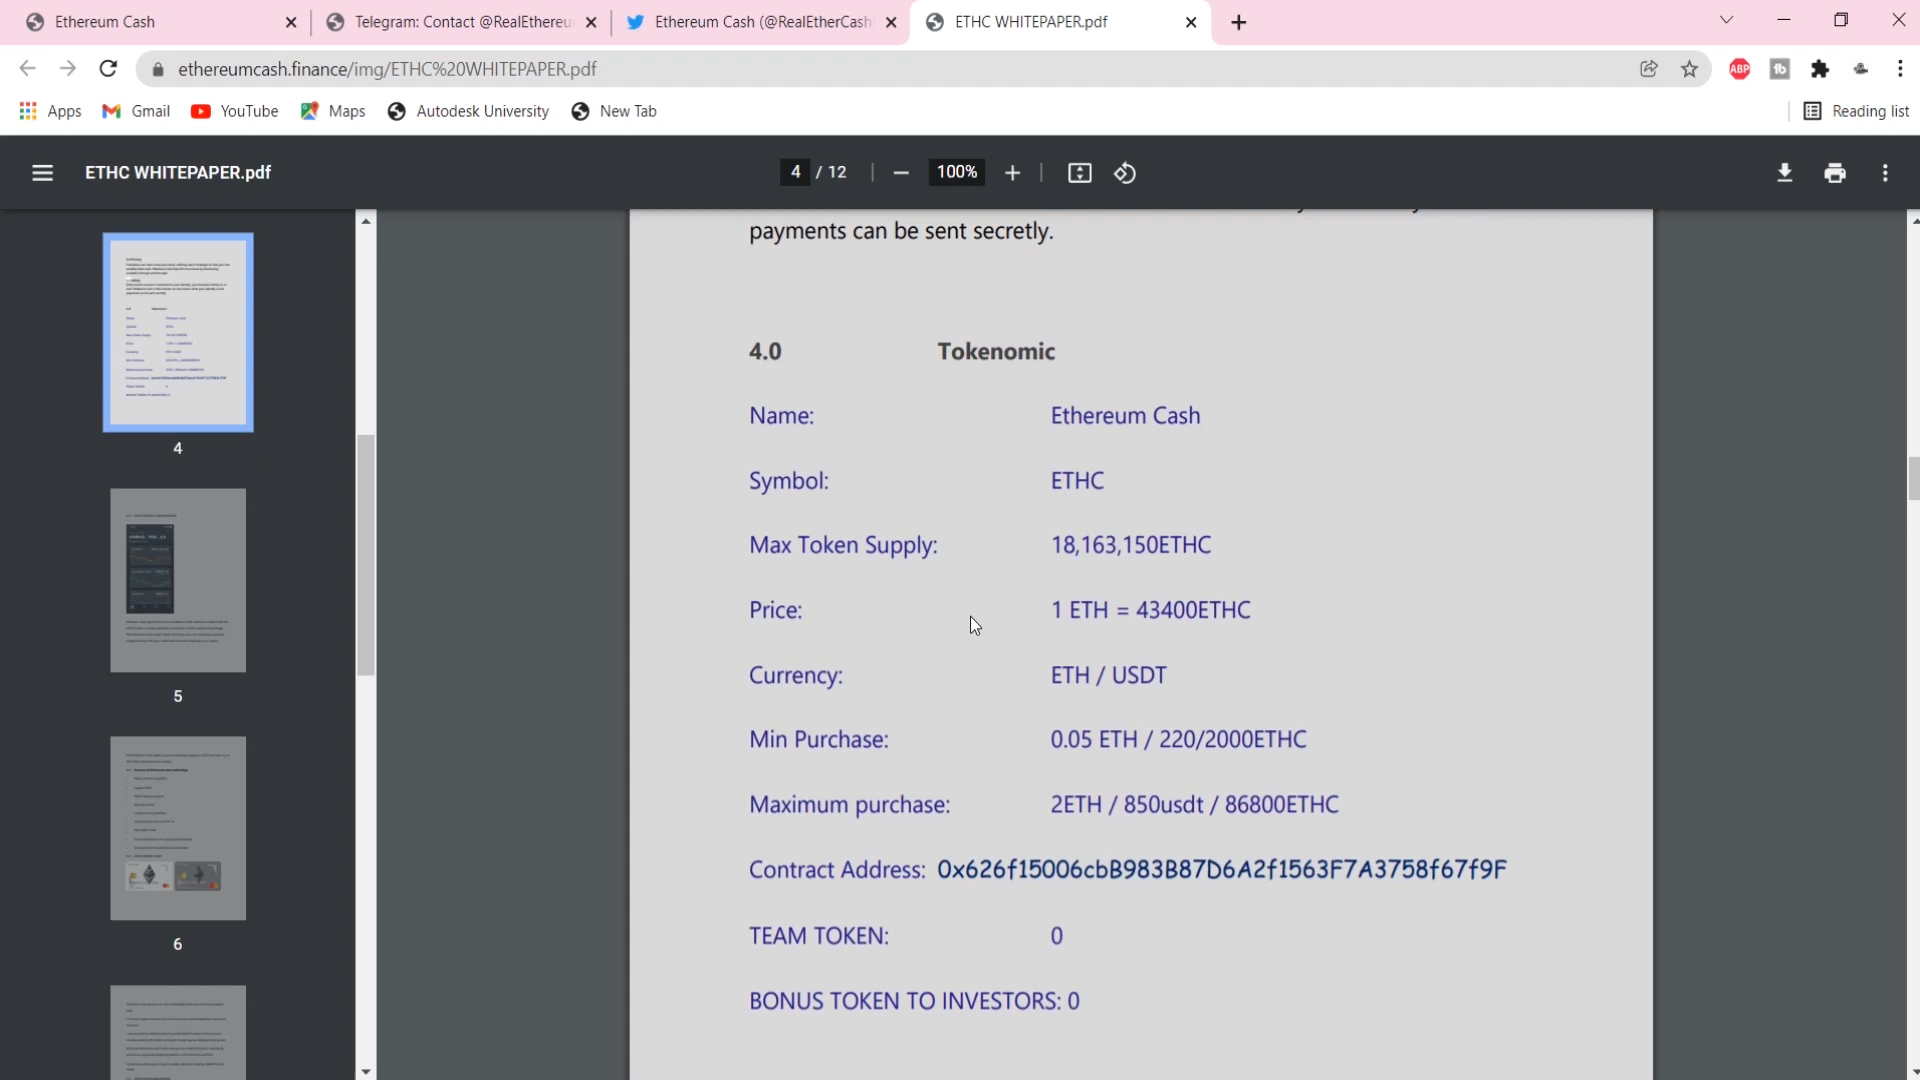 Ethereum Cash
Telegram: Contact @RealEthereu
Ethereum Cash (@RealEtherCash
ETHC WHITEPAPER.pdf
ethereumcash.finance/img/ETHC%20WHITEPAPER.pdf
ABP
Apps
Gmail
YouTube
Maps
Autodesk University
New Tab
Reading list
ETHC WHITEPAPER.pdf
4 / 12
100%
4
5
6
payments can be sent secretly.
4.0 Tokenomic
Name: Ethereum Cash
Symbol: ETHC
Max Token Supply: 18,163,150ETHC
Price: 1 ETH = 43400ETHC
Currency: ETH / USDT
Min Purchase: 0.05 ETH / 220/2000ETHC
Maximum purchase: 2ETH / 850usdt / 86800ETHC
Contract Address: 0x626f15006cbB983B87D6A2f1563F7A3758f67f9F
TEAM TOKEN: 0
BONUS TOKEN TO INVESTORS: 0